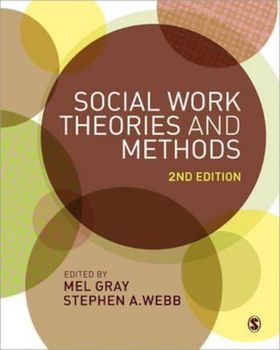 SOCIAL WORK
THEORIES AND
METHODS
2ND EDITION
EDITED BY
MEL GRAY
STEPHEN A.WEBB
SAGE